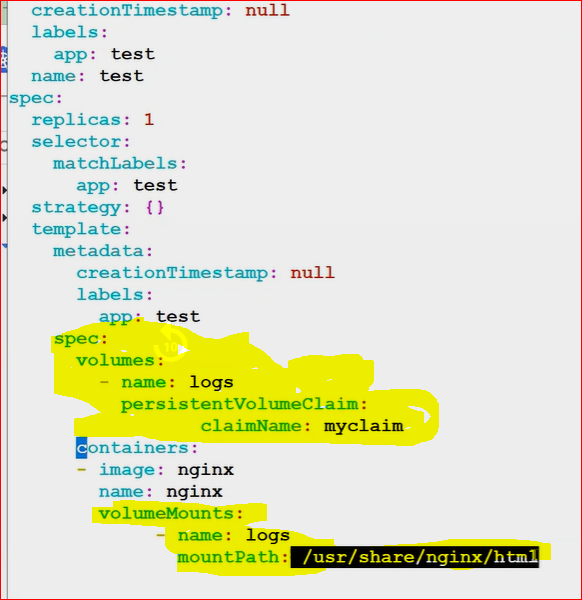 creationTimestamp: null
labels:
app: test
name: test
spec:
replicas: 1
selector:
matchLabels:
app: test
strategy: {}
template:
metadata:
creationTimestamp: null
labels:
app: test
spec:
10
volumes:
- name: logs
persistentVolumeClaim:
claimName: myclaim
containers:
- image: nginx
name: nginx
volumeMounts:
- name: logs
mountPath: /usr/share/nginx/html